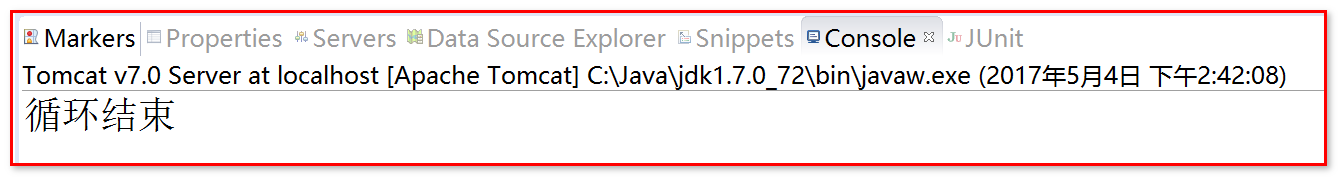 Markers Properties Servers Data Source Explorer Snippets Console JUnit
Tomcat v7.0 Server at localhost [Apache Tomcat] C:\Java\jdk1.7.0_72\bin\javaw.exe (2017年5月4日 下午2:42:08)
循环结束